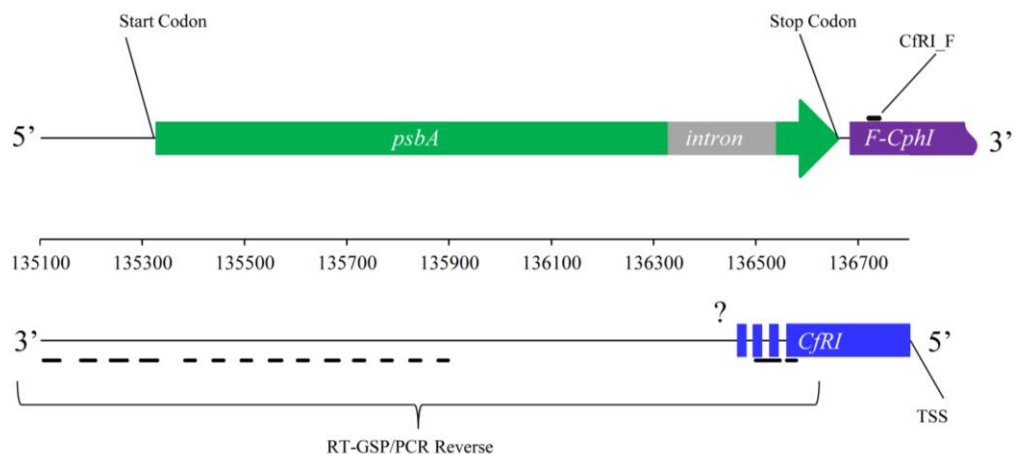 Start Codon
Stop Codon
CfRI_F
5’
psbA
intron
F-CphI
3’
135100 135300 135500 135700 135900 136100 136300 136500 136700
?
3’
CfRI
5’
TSS
RT-GSP/PCR Reverse